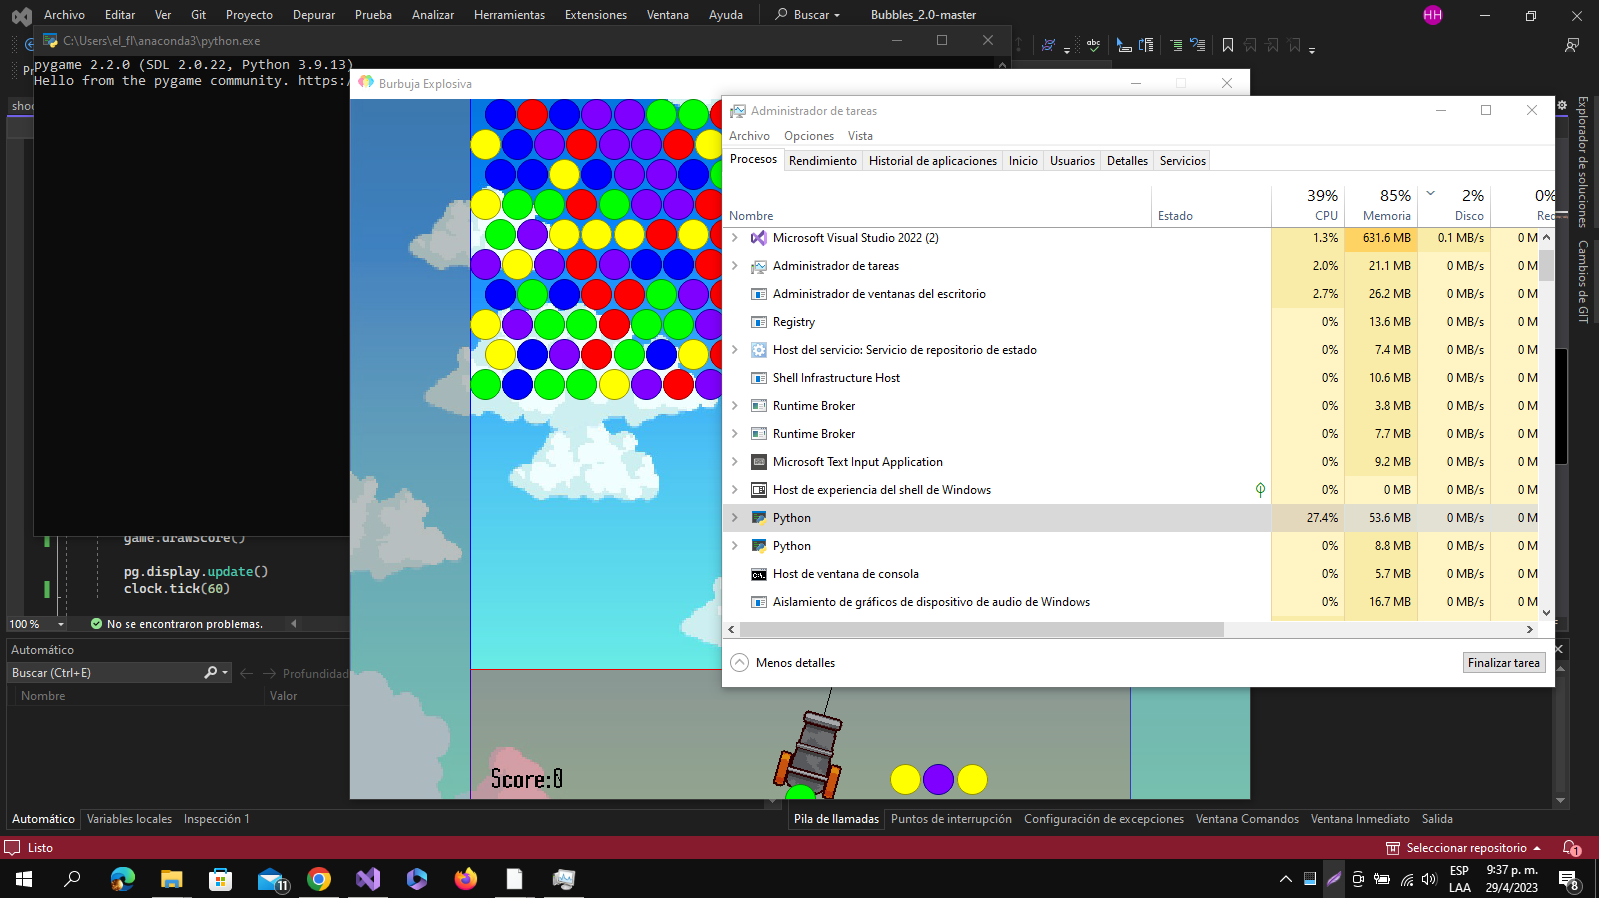 Archivo Editar Ver Git Proyecto Depurar Prueba Analizar Herramientas Extensiones Ventana Ayuda Buscar Bubbles_2.0-master HH
C:\Users\el_fl\anaconda3\python.exe
pygame 2.2.0 (SDL 2.0.22, Python 3.9.13)
Hello from the pygame community. https:/
Burbuja Explosiva
Administrador de tareas
Archivo Opciones Vista
Procesos Rendimiento Historial de aplicaciones Inicio Usuarios Detalles Servicios
39% 85% 2% 0%
Nombre Estado CPU Memoria Disco Rec
Microsoft Visual Studio 2022 (2) 1.3% 631.6 MB 0.1 MB/s 0 M
Administrador de tareas 2.0% 21.1 MB 0 MB/s 0 M
Administrador de ventanas del escritorio 2.7% 26.2 MB 0 MB/s 0 M
Registry 0% 13.6 MB 0 MB/s 0 M
Host del servicio: Servicio de repositorio de estado 0% 7.4 MB 0 MB/s 0 M
Shell Infrastructure Host 0% 10.6 MB 0 MB/s 0 M
Runtime Broker 0% 3.8 MB 0 MB/s 0 M
Runtime Broker 0% 7.7 MB 0 MB/s 0 M
Microsoft Text Input Application 0% 9.2 MB 0 MB/s 0 M
Host de experiencia del shell de Windows 0% 0 MB 0 MB/s 0 M
Python 27.4% 53.6 MB 0 MB/s 0 M
Python 0% 8.8 MB 0 MB/s 0 M
Host de ventana de consola 0% 5.7 MB 0 MB/s 0 M
Aislamiento de gráficos de dispositivo de audio de Windows 0% 16.7 MB 0 MB/s 0 M
Menos detalles Finalizar tarea
Explorador de soluciones
Cambios de GIT
Pr
shoo
game.drawScore()
pg.display.update()
clock.tick(60)
100 % No se encontraron problemas.
Automático
Buscar (Ctrl+E) Profundidad
Nombre Valor
Score:0
Automático Variables locales Inspección 1
Pila de llamadas Puntos de interrupción Configuración de excepciones Ventana Comandos Ventana Inmediato Salida
Listo Seleccionar repositorio 1
11
ESP
LAA
9:37 p. m.
29/4/2023
8